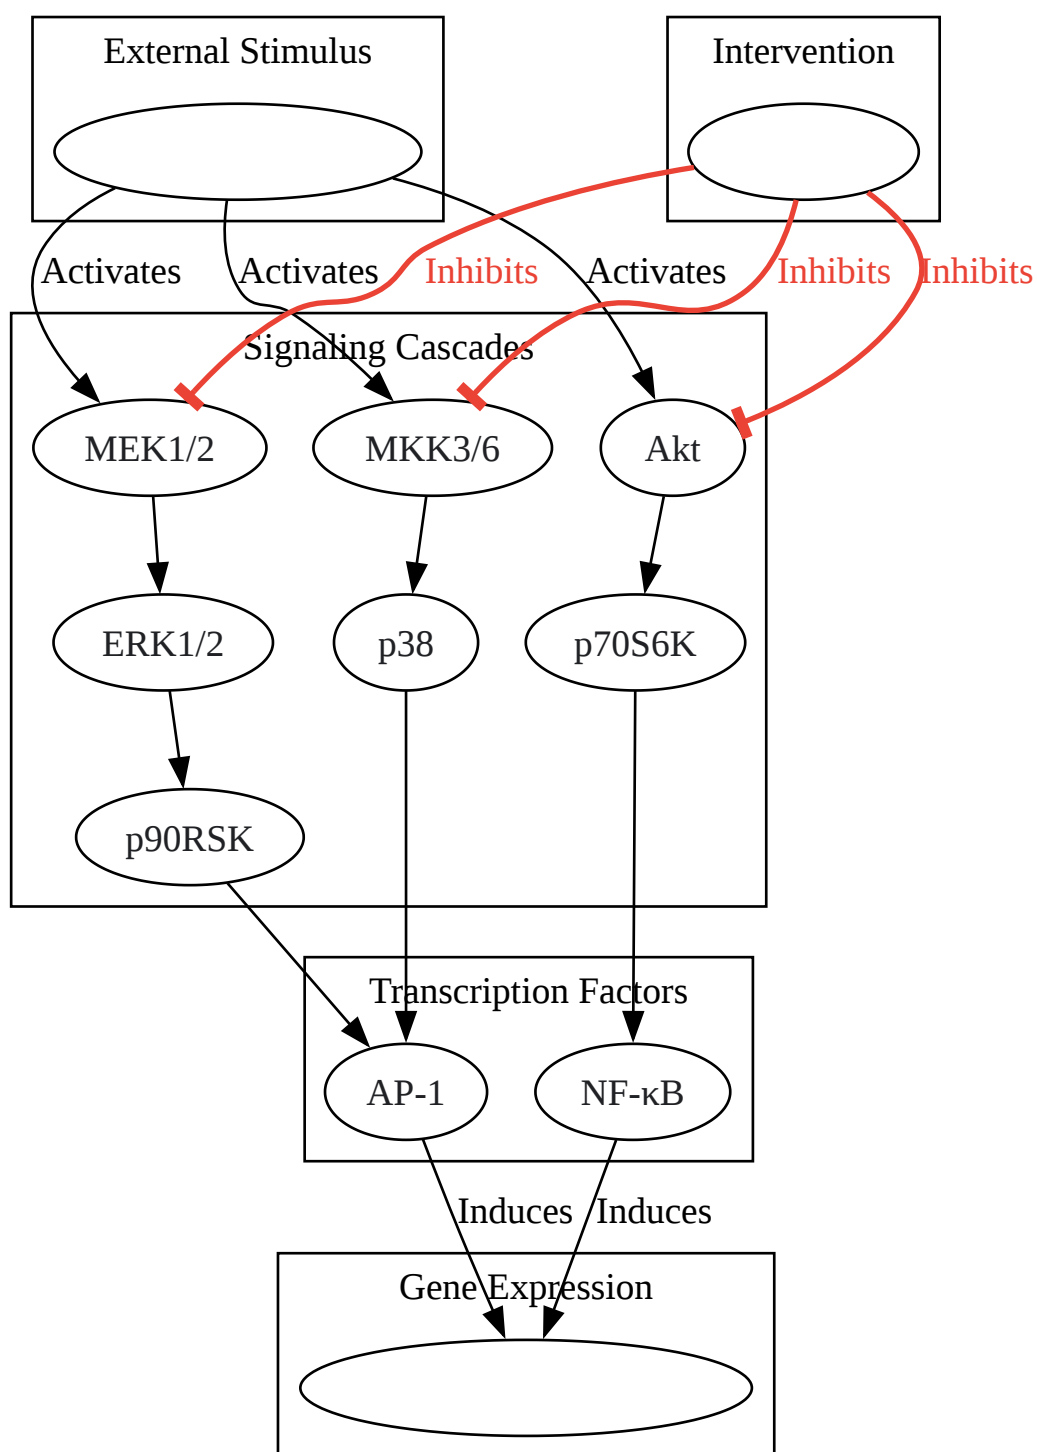 External Stimulus
Intervention
Activates
Activates
Inhibits
Activates
Inhibits
Inhibits
Signaling Cascades
MEK1/2
MKK3/6
Akt
ERK1/2
p38
p70S6K
p90RSK
Transcription Factors
AP-1
NF-κB
Induces
Induces
Gene Expression